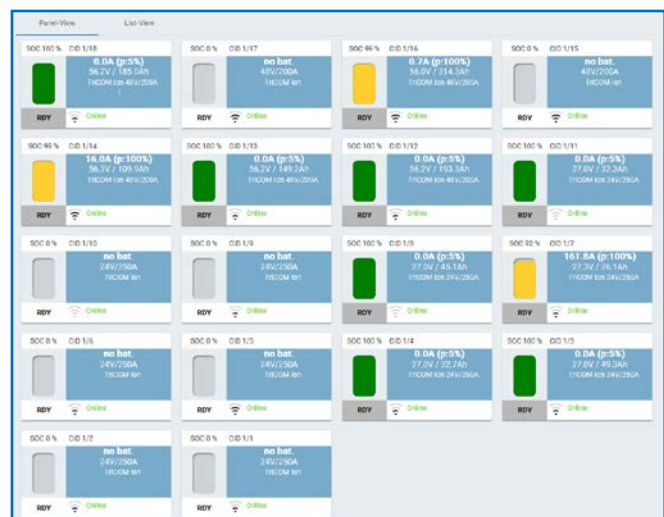 Panel-View List-View
SOC 100 % CID 1/18
0.0A (p:5%)
56.2V / 185.0Ah
THCOM ion 48V/200A
RDY Online
SOC 0 % CID 1/17
no bat.
48V/200A
THCOM ion
RDY Online
SOC 99 % CID 1/16
0.7A (p:100%)
56.0V / 314.3Ah
THCOM ion 48V/200A
RDY Online
SOC 0 % CID 1/15
no bat.
48V/200A
THCOM ion
RDY Online
SOC 99 % CID 1/14
16.0A (p:100%)
56.3V / 109.9Ah
THCOM ion 48V/200A
RDY Online
SOC 100 % CID 1/13
0.0A (p:5%)
56.2V / 149.2Ah
THCOM ion 48V/200A
RDY Online
SOC 100 % CID 1/12
0.0A (p:5%)
56.2V / 193.3Ah
THCOM ion 48V/200A
RDY Online
SOC 100 % CID 1/11
0.0A (p:5%)
27.0V / 32.3Ah
THCOM ion 24V/250A
RDY Online
SOC 0 % CID 1/10
no bat.
24V/250A
THCOM ion
RDY Online
SOC 0 % CID 1/9
no bat.
24V/250A
THCOM ion
RDY Online
SOC 100 %
0.0A (p:5%)
27.0V / 45.1Ah
THCOM ion 24V/250A
RDY Online
SOC 92 % CID 1/7
161.8A (p:100%)
27.3V / 26.1Ah
THCOM ion 24V/250A
RDY Online
SOC 0 % CID 1/6
no bat.
24V/250A
THCOM ion
RDY Online
SOC 0 % CID 1/5
no bat.
24V/250A
THCOM ion
RDY Online
SOC 100 % CID 1/4
0.0A (p:5%)
27.0V / 32.7Ah
THCOM ion 24V/250A
RDY Online
SOC 100 % CID 1/3
0.0A (p:5%)
27.0V / 49.3Ah
THCOM ion 24V/250A
RDY Online
SOC 0 % CID 1/2
no bat.
24V/250A
THCOM ion
RDY Online
SOC 0 % CID 1/1
no bat.
24V/250A
THCOM ion
RDY Online